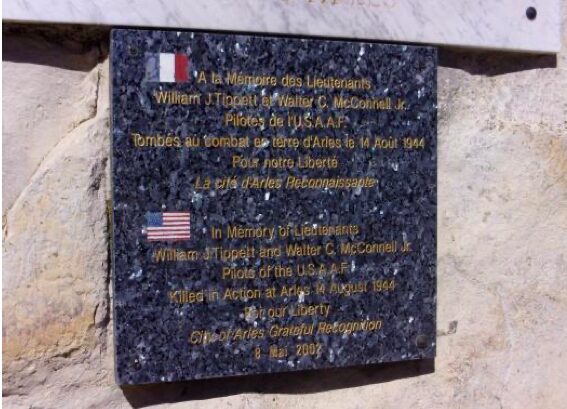 A la Mémoire des Lieutenants
William J.Tippett et Walter C. McConnell Jr.
Pilotes de l'U.S.A.A.F.
Tombés au combat en terre d'Arles le 14 Août 1944
Pour notre Liberté
La cité d'Arles Reconnaissante
In Memory of Lieutenants
William J.Tippett and Walter C. McConnell Jr.
Pilots of the U.S.A.A.F.
Killed in Action at Arles 14 August 1944
For our Liberty
City of Arles Grateful Recognition
8 Mai 2002